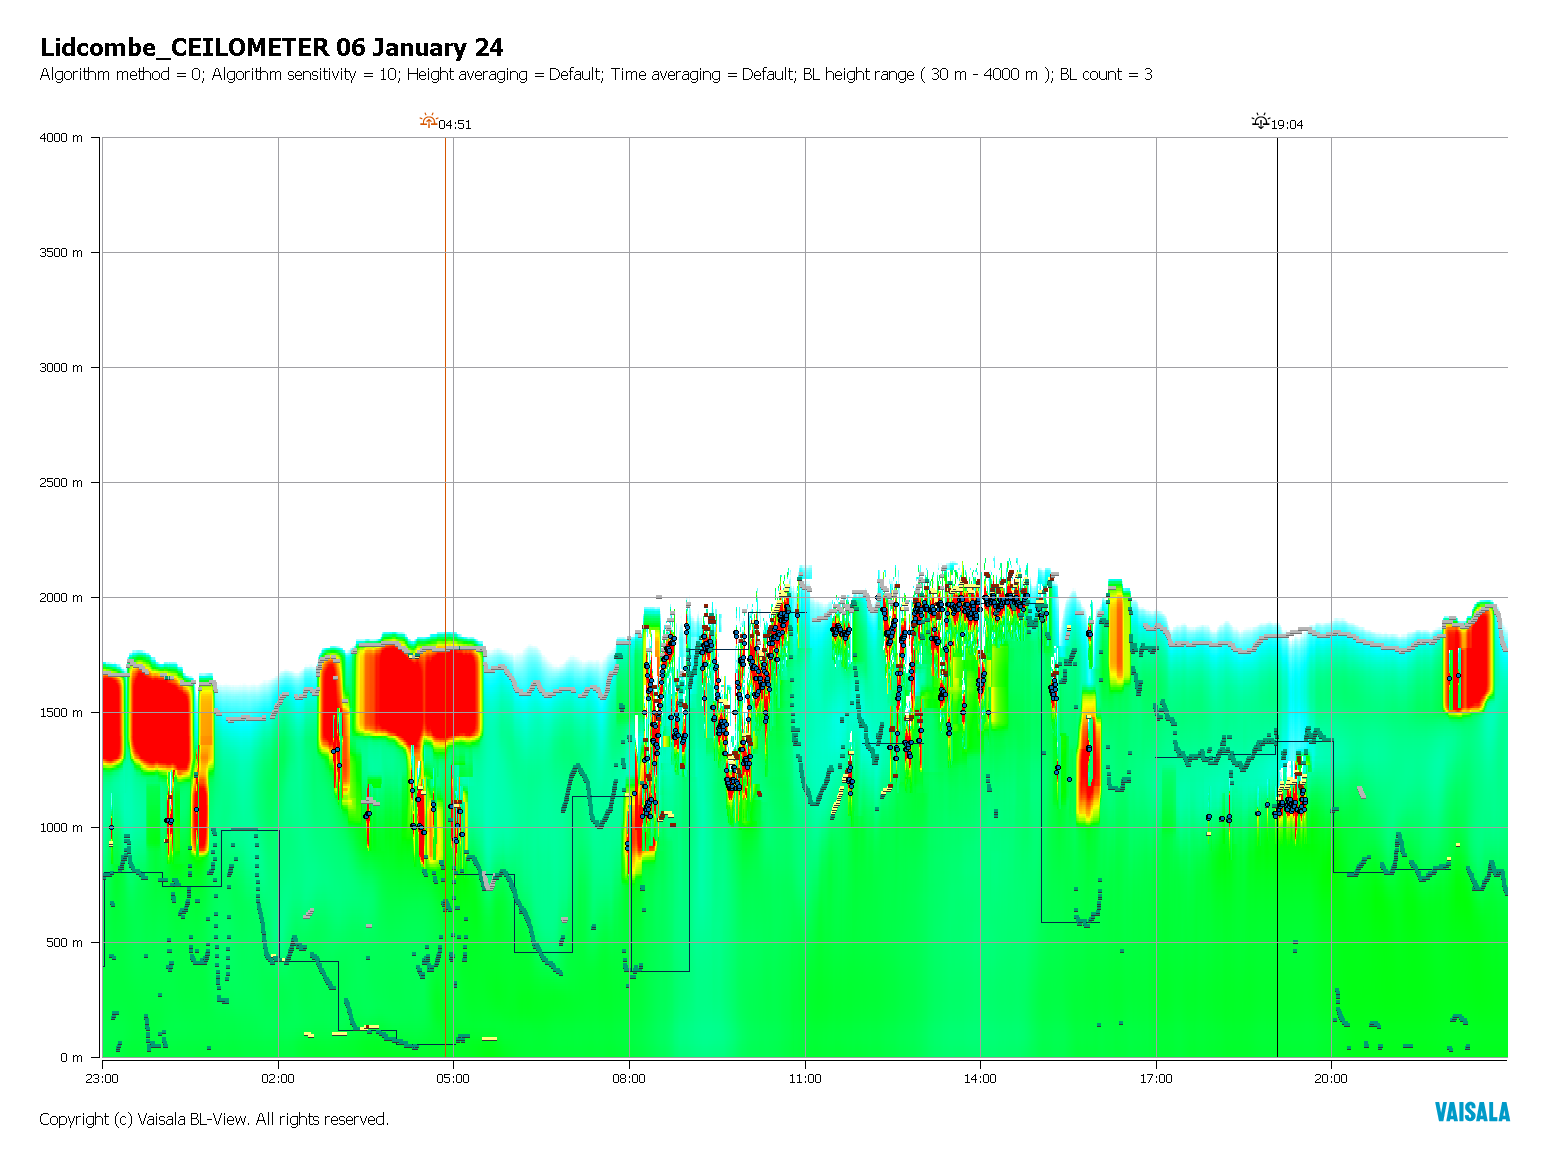 Lidcombe_CEILOMETER 06 January 24
Algorithm method = 0; Algorithm sensitivity = 10; Height averaging = Default; Time averaging = Default; BL height range ( 30 m - 4000 m ); BL count = 3
04:51
19:04
4000 m
3500 m
3000 m
2500 m
2000 m
1500 m
1000 m
500 m
0 m
23:00
02:00
05:00
08:00
11:00
14:00
17:00
20:00
Copyright (c) Vaisala BL-View. All rights reserved.
VAISALA